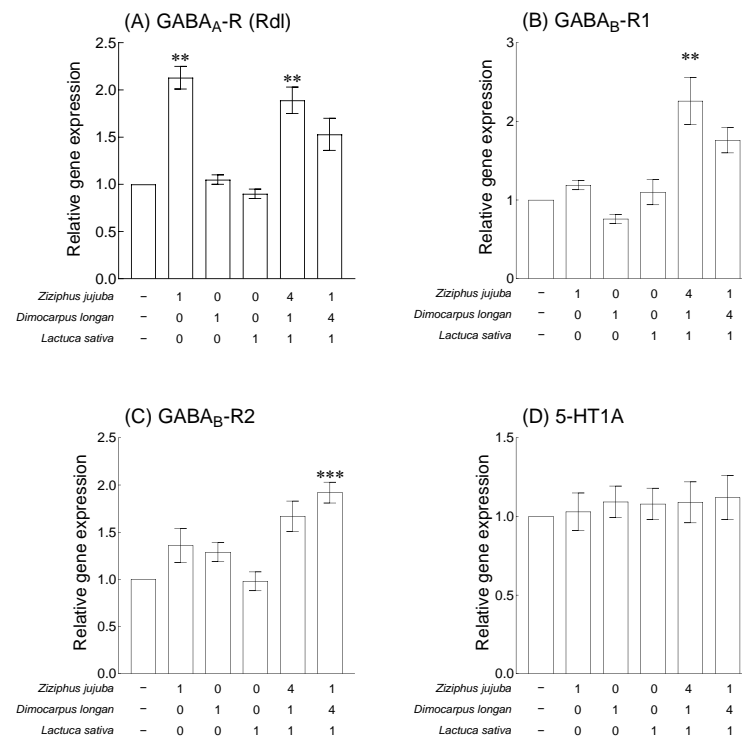 (A) GABA_A-R (Rdl)
Relative gene expression
2.5
2.0
1.5
1.0
0.5
0.0
** **
Ziziphus jujuba − 1 0 0 4 1
Dimocarpus longan − 0 1 0 1 4
Lactuca sativa − 0 0 1 1 1
(B) GABA_B-R1
Relative gene expression
3
2
1
0
**
Ziziphus jujuba − 1 0 0 4 1
Dimocarpus longan − 0 1 0 1 4
Lactuca sativa − 0 0 1 1 1
(C) GABA_B-R2
Relative gene expression
2.5
2.0
1.5
1.0
0.5
0.0
***
Ziziphus jujuba − 1 0 0 4 1
Dimocarpus longan − 0 1 0 1 4
Lactuca sativa − 0 0 1 1 1
(D) 5-HT1A
Relative gene expression
1.5
1.0
0.5
0.0
Ziziphus jujuba − 1 0 0 4 1
Dimocarpus longan − 0 1 0 1 4
Lactuca sativa − 0 0 1 1 1